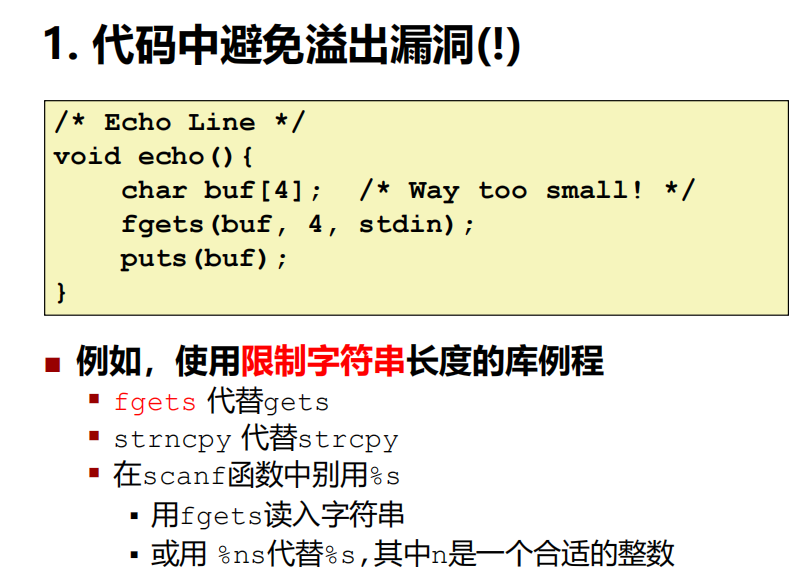 1. 代码中避免溢出漏洞(!)
/* Echo Line */
void echo(){
    char buf[4];  /* Way too small! */
    fgets(buf, 4, stdin);
    puts(buf);
}
例如，使用限制字符串长度的库例程
fgets 代替gets
strncpy 代替strcpy
在scanf函数中别用%s
用fgets读入字符串
或用 %ns代替%s,其中n是一个合适的整数